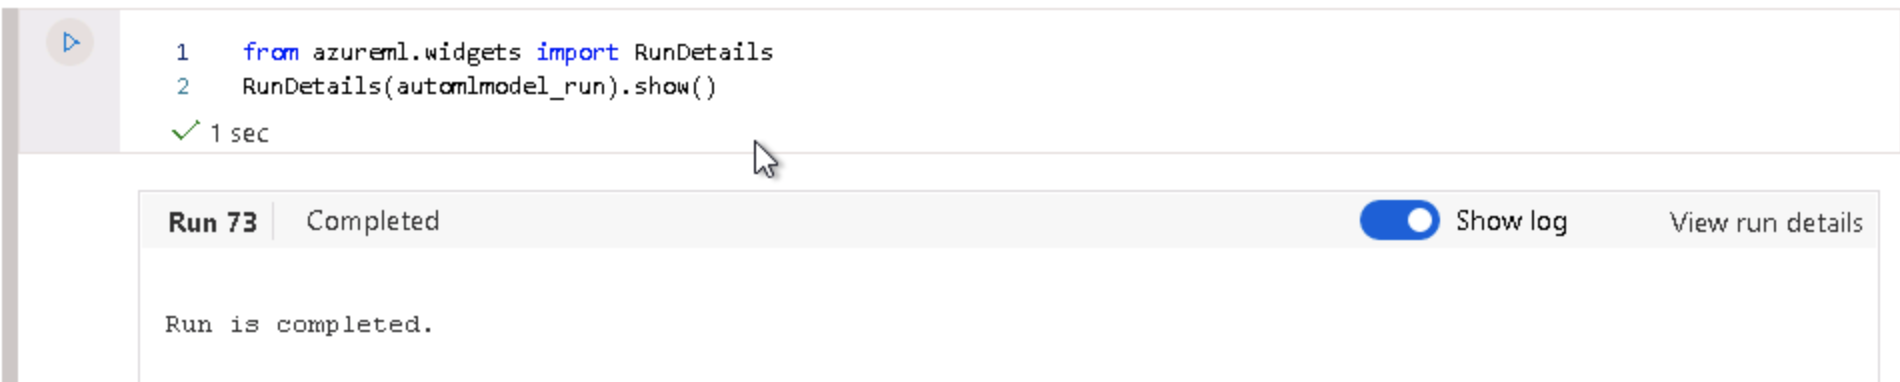 1 from azureml.widgets import RunDetails
2 RunDetails(automlmodel_run).show()
1 sec
Run 73 Completed Show log View run details
Run is completed.